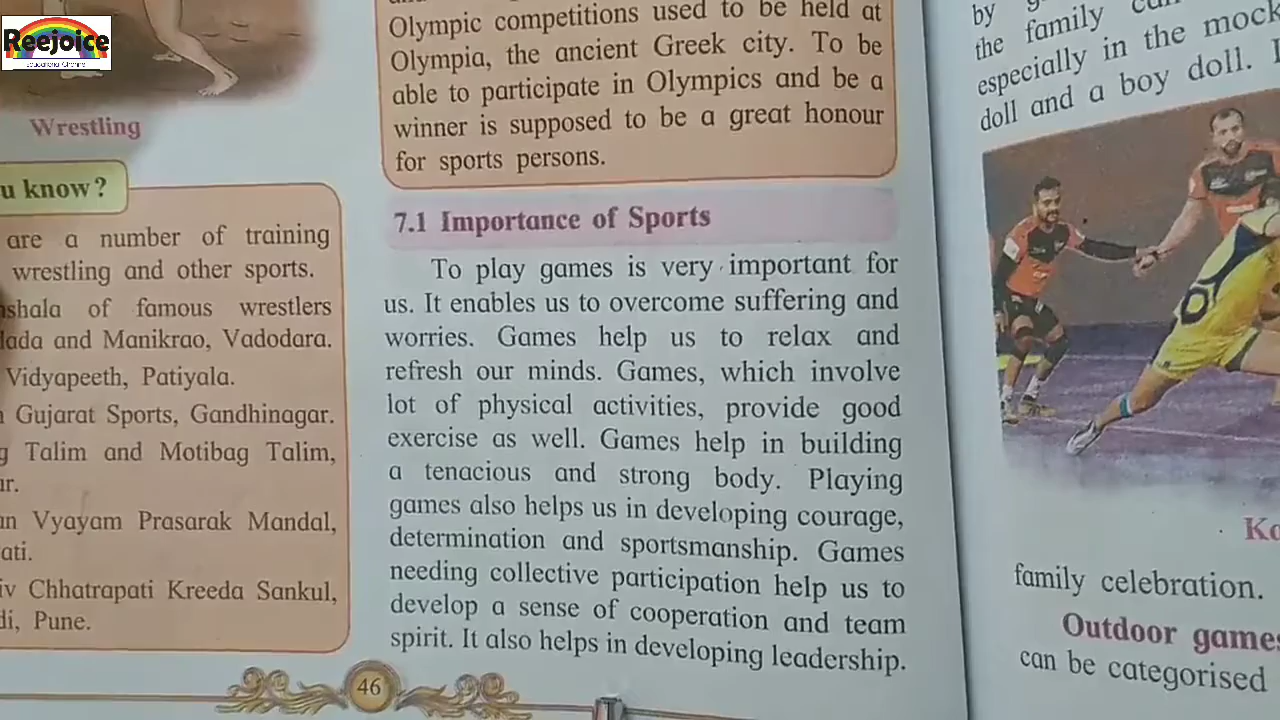 Reejoice
Educational Channel
Wrestling
u know?
are a number of training
wrestling and other sports.
of famous wrestlers
and Manikrao, Vadodara.
Vidyapeeth, Patiyala.
Gujarat Sports, Gandhinagar.
Talim and Motibag Talim,
Vyayam Prasarak Mandal,
Chhatrapati Kreeda Sankul,
Pune.
Olympic competitions used to be held at
Olympia, the ancient Greek city. To be
able to participate in Olympics and be a
winner is supposed to be a great honour
for sports persons.
7.1 Importance of Sports
To play games is very important for
us. It enables us to overcome suffering and
worries. Games help us to relax and
refresh our minds. Games, which involve
lot of physical activities, provide good
exercise as well. Games help in building
a tenacious and strong body. Playing
games also helps us in developing courage,
determination and sportsmanship. Games
needing collective participation help us to
develop a sense of cooperation and team
spirit. It also helps in developing leadership.
46
by
the family
especially in the mock
doll and a boy doll.
family celebration.
Outdoor games
can be categorised